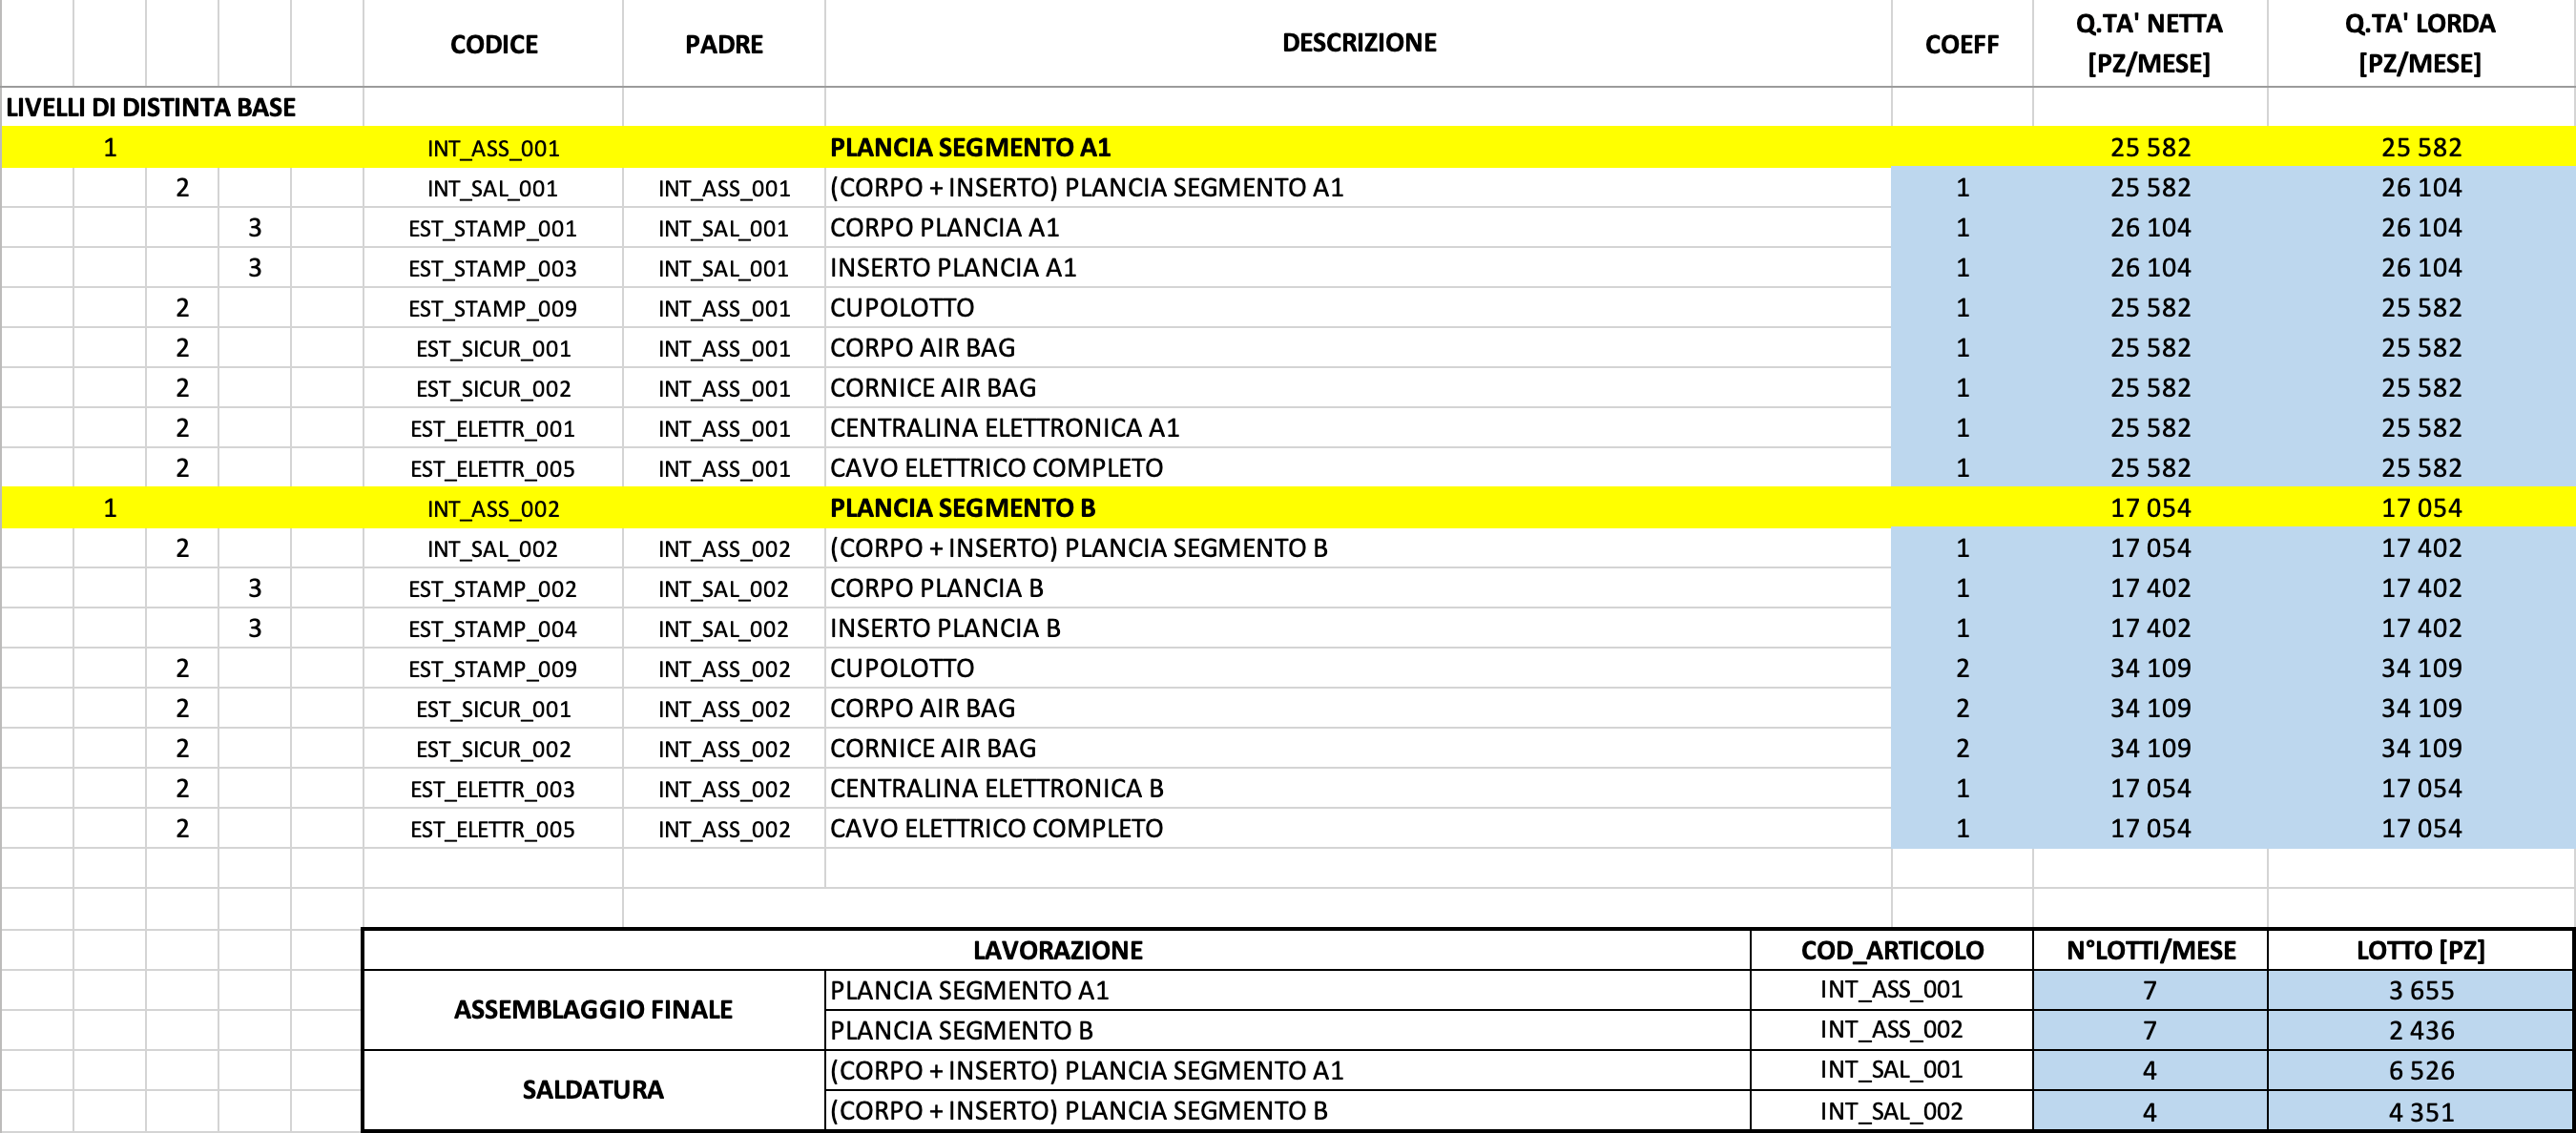 CODICE PADRE DESCRIZIONE COEFF Q.TA' NETTA [PZ/MESE] Q.TA' LORDA [PZ/MESE]
LIVELLI DI DISTINTA BASE
1 INT_ASS_001 PLANCIA SEGMENTO A1 25 582 25 582
2 INT_SAL_001 INT_ASS_001 (CORPO + INSERTO) PLANCIA SEGMENTO A1 1 25 582 26 104
3 EST_STAMP_001 INT_SAL_001 CORPO PLANCIA A1 1 26 104 26 104
3 EST_STAMP_003 INT_SAL_001 INSERTO PLANCIA A1 1 26 104 26 104
2 EST_STAMP_009 INT_ASS_001 CUPOLOTTO 1 25 582 25 582
2 EST_SICUR_001 INT_ASS_001 CORPO AIR BAG 1 25 582 25 582
2 EST_SICUR_002 INT_ASS_001 CORNICE AIR BAG 1 25 582 25 582
2 EST_ELETTR_001 INT_ASS_001 CENTRALINA ELETTRONICA A1 1 25 582 25 582
2 EST_ELETTR_005 INT_ASS_001 CAVO ELETTRICO COMPLETO 1 25 582 25 582
1 INT_ASS_002 PLANCIA SEGMENTO B 17 054 17 054
2 INT_SAL_002 INT_ASS_002 (CORPO + INSERTO) PLANCIA SEGMENTO B 1 17 054 17 402
3 EST_STAMP_002 INT_SAL_002 CORPO PLANCIA B 1 17 402 17 402
3 EST_STAMP_004 INT_SAL_002 INSERTO PLANCIA B 1 17 402 17 402
2 EST_STAMP_009 INT_ASS_002 CUPOLOTTO 2 34 109 34 109
2 EST_SICUR_001 INT_ASS_002 CORPO AIR BAG 2 34 109 34 109
2 EST_SICUR_002 INT_ASS_002 CORNICE AIR BAG 2 34 109 34 109
2 EST_ELETTR_003 INT_ASS_002 CENTRALINA ELETTRONICA B 1 17 054 17 054
2 EST_ELETTR_005 INT_ASS_002 CAVO ELETTRICO COMPLETO 1 17 054 17 054
LAVORAZIONE COD_ARTICOLO N°LOTTI/MESE LOTTO [PZ]
ASSEMBLAGGIO FINALE PLANCIA SEGMENTO A1 INT_ASS_001 7 3 655
PLANCIA SEGMENTO B INT_ASS_002 7 2 436
SALDATURA (CORPO + INSERTO) PLANCIA SEGMENTO A1 INT_SAL_001 4 6 526
(CORPO + INSERTO) PLANCIA SEGMENTO B INT_SAL_002 4 4 351